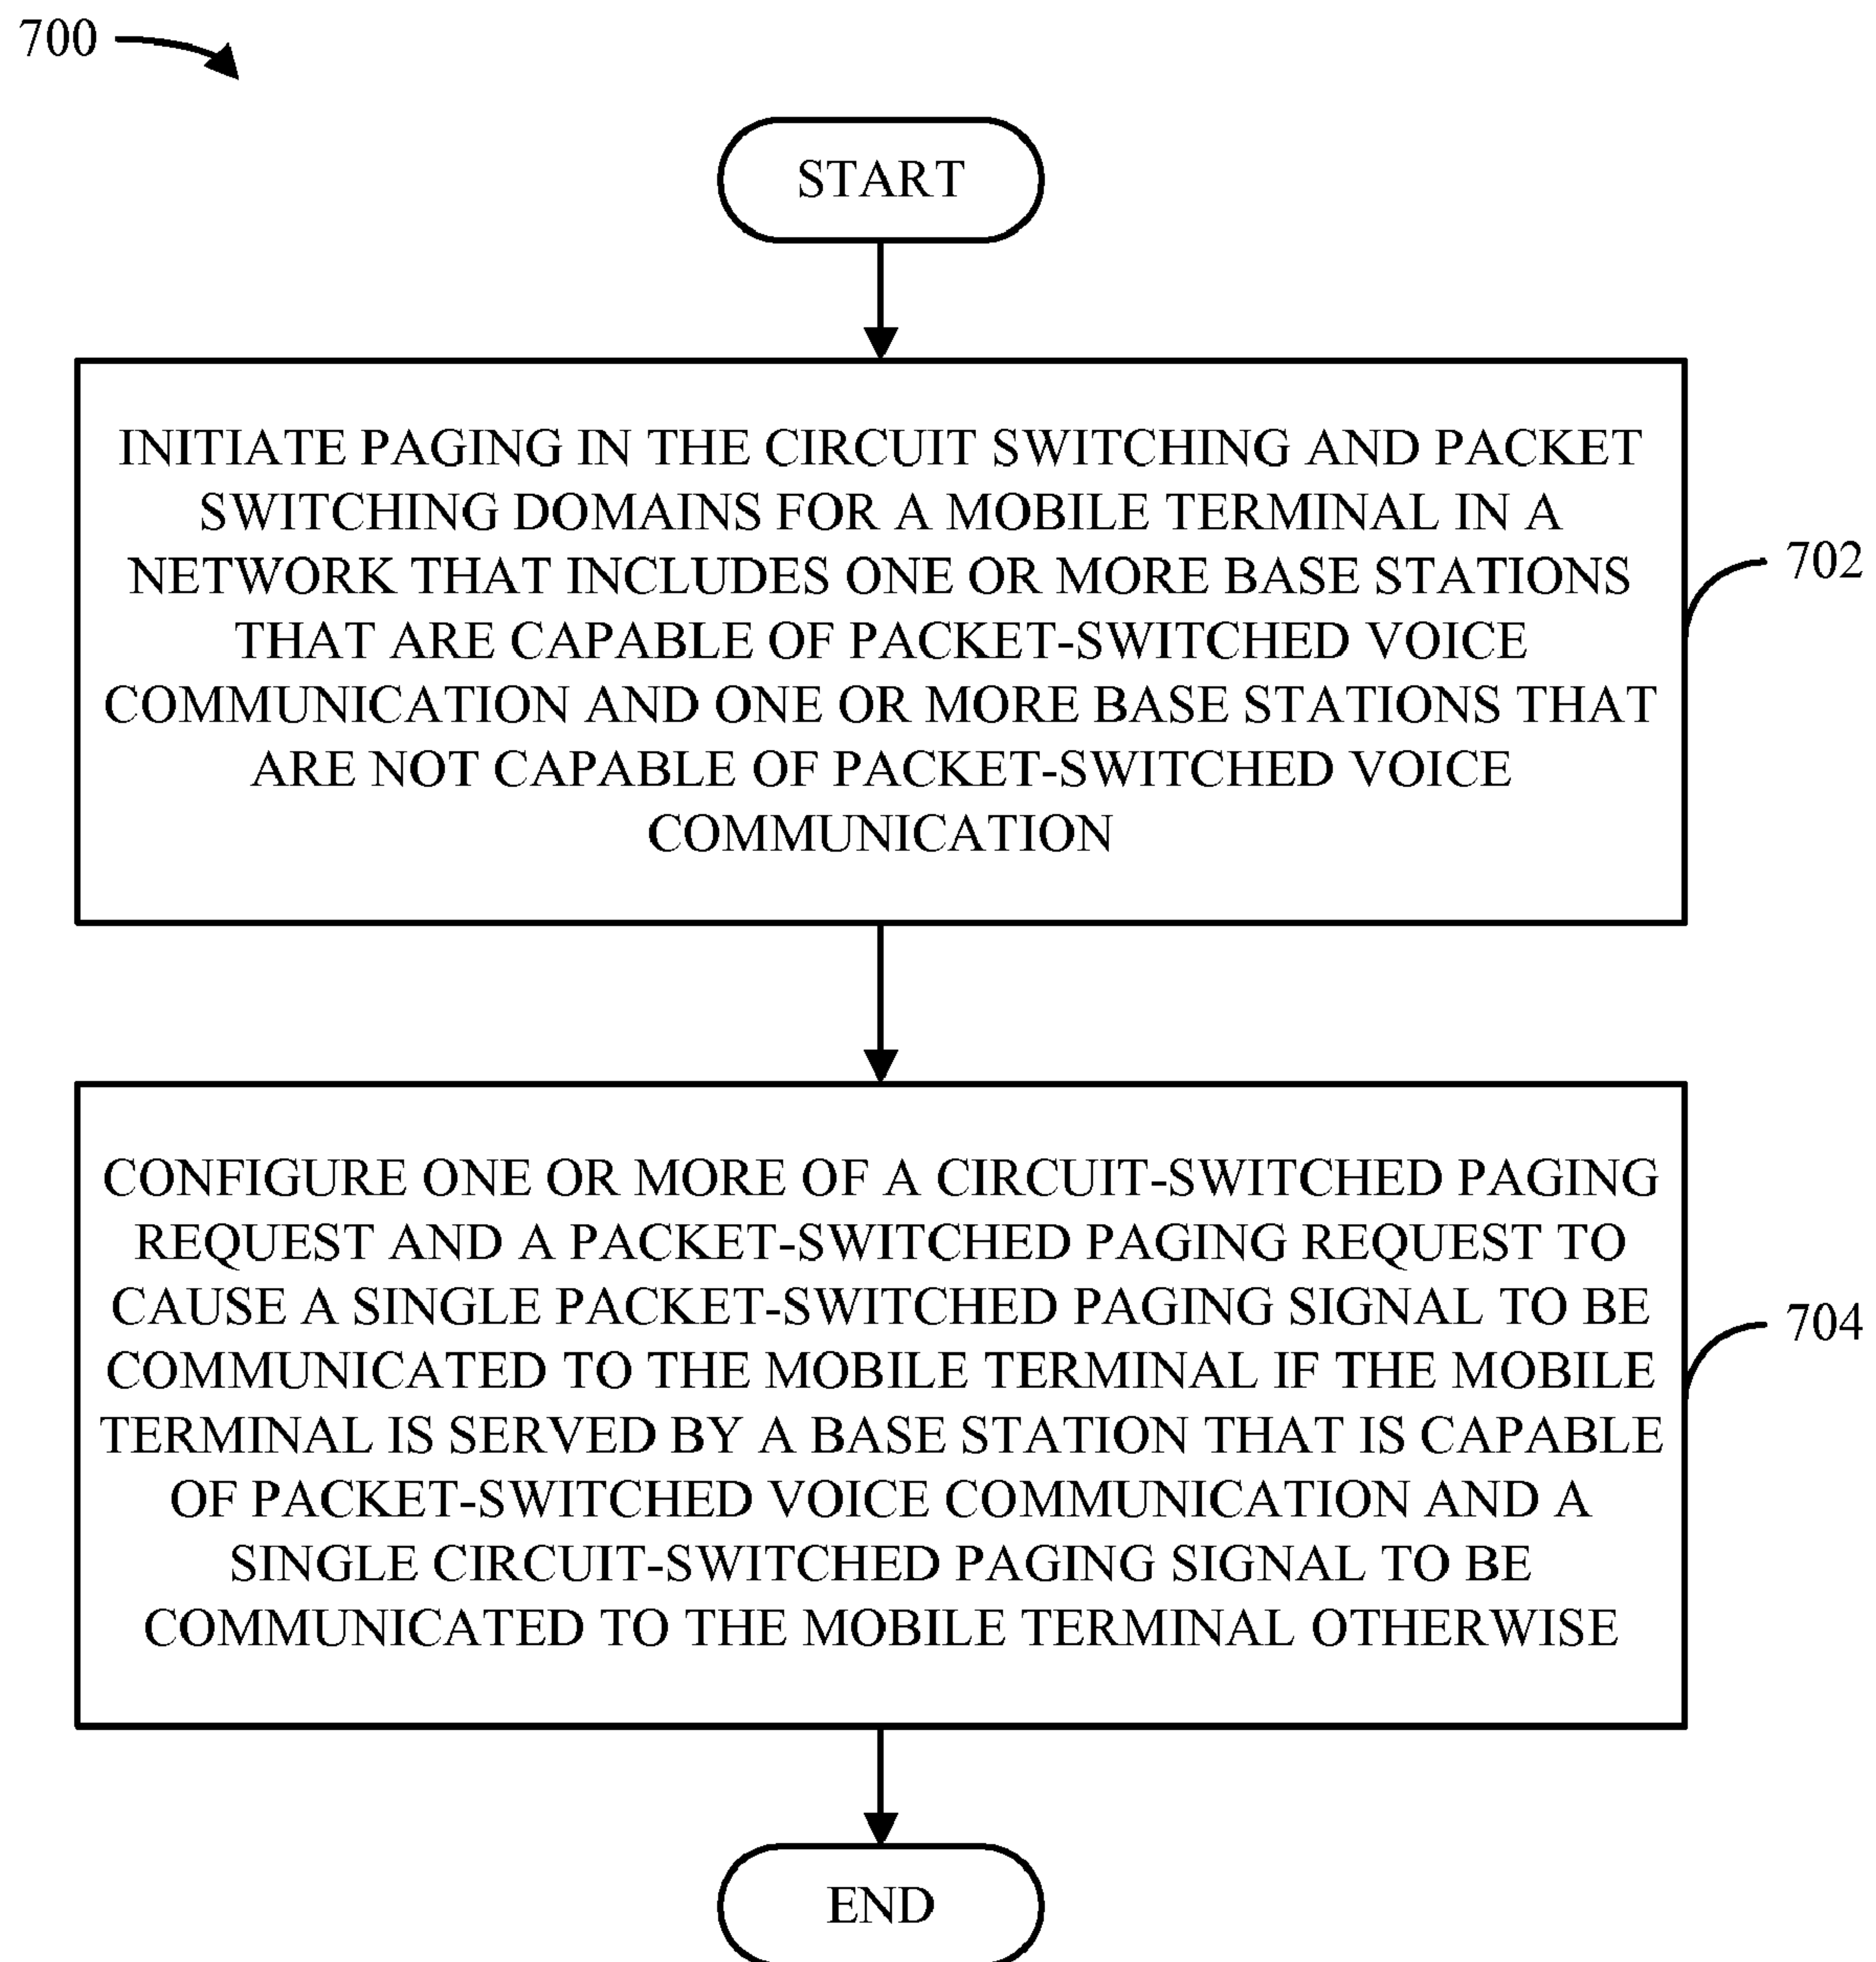 700
START
INITIATE PAGING IN THE CIRCUIT SWITCHING AND PACKET
SWITCHING DOMAINS FOR A MOBILE TERMINAL IN A
NETWORK THAT INCLUDES ONE OR MORE BASE STATIONS
THAT ARE CAPABLE OF PACKET-SWITCHED VOICE
COMMUNICATION AND ONE OR MORE BASE STATIONS THAT
ARE NOT CAPABLE OF PACKET-SWITCHED VOICE
COMMUNICATION
702
CONFIGURE ONE OR MORE OF A CIRCUIT-SWITCHED PAGING
REQUEST AND A PACKET-SWITCHED PAGING REQUEST TO
CAUSE A SINGLE PACKET-SWITCHED PAGING SIGNAL TO BE
COMMUNICATED TO THE MOBILE TERMINAL IF THE MOBILE
TERMINAL IS SERVED BY A BASE STATION THAT IS CAPABLE
OF PACKET-SWITCHED VOICE COMMUNICATION AND A
SINGLE CIRCUIT-SWITCHED PAGING SIGNAL TO BE
COMMUNICATED TO THE MOBILE TERMINAL OTHERWISE
704
END